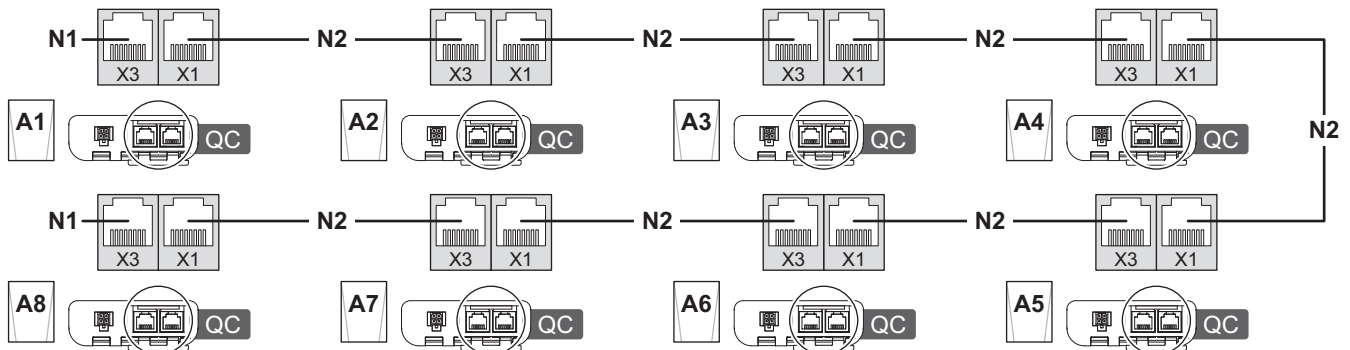 N1 N2 N2 N2
X3 X1 X3 X1 X3 X1 X3 X1
A1 QC A2 QC A3 QC A4 QC N2
N1 N2 N2 N2
X3 X1 X3 X1 X3 X1 X3 X1
A8 QC A7 QC A6 QC A5 QC